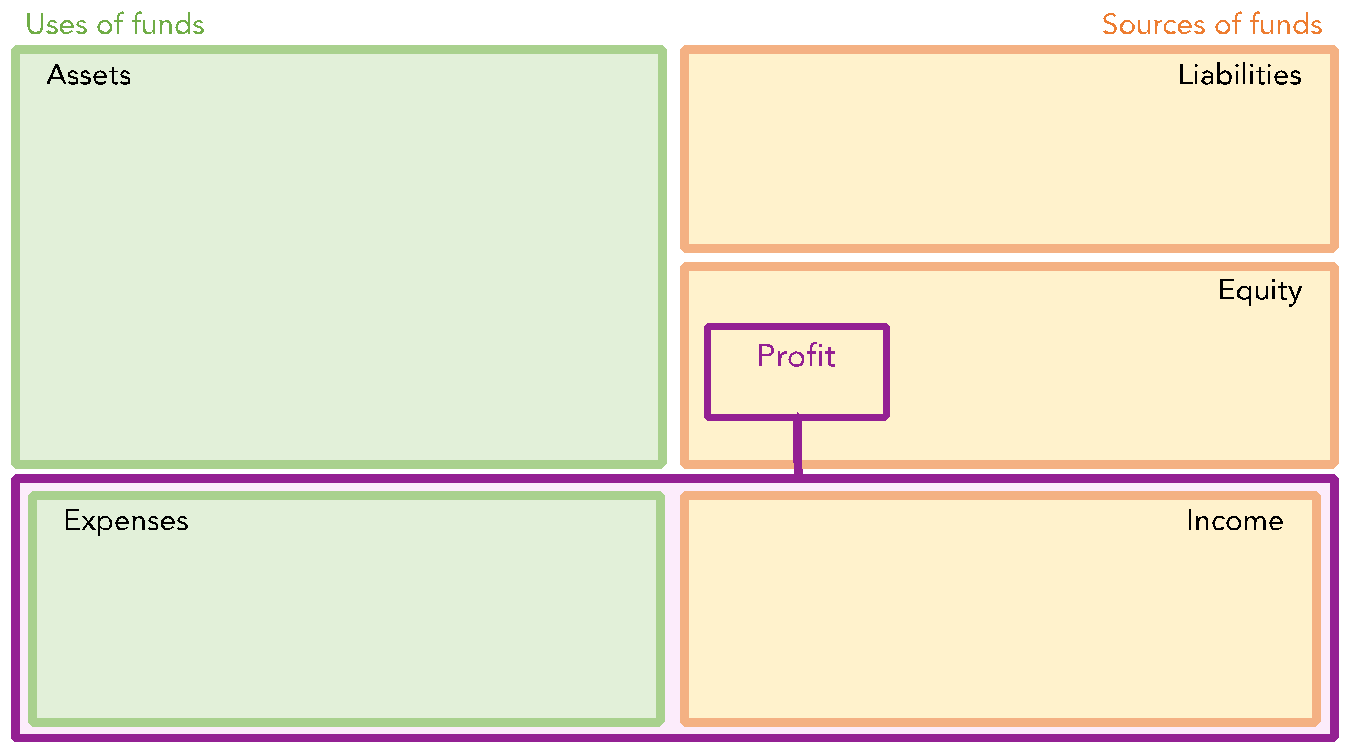 Uses of funds
Sources of funds
Assets
Liabilities
Equity
Profit
Expenses
Income